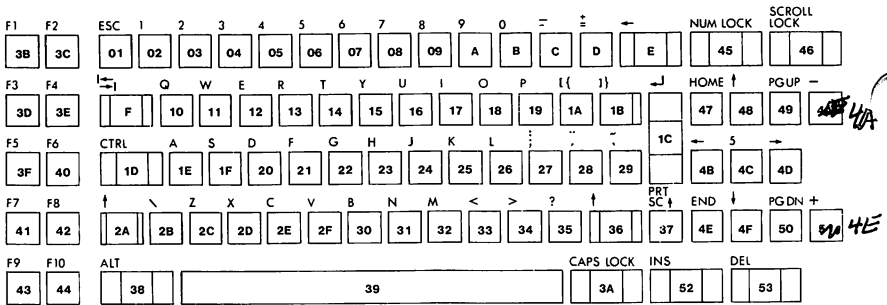 F1 F2 ESC 1 2 3 4 5 6 7 8 9 0 - _ = + ← NUM LOCK SCROLL LOCK
3B 3C 01 02 03 04 05 06 07 08 09 A B C D E 45 46
F3 F4 Q W E R T Y U I O P [{ ]} ↵ HOME ↑ PGUP −
3D 3E F 10 11 12 13 14 15 16 17 18 19 1A 1B 1C 47 48 49 4A
F5 F6 CTRL A S D F G H J K L ; : ' " ` ~ ← 5 →
3F 40 1D 1E 1F 20 21 22 23 24 25 26 27 28 29 4B 4C 4D
F7 F8 ↑ \ Z X C V B N M < > ? ↑ PRT SC ↑ END ↓ PG DN +
41 42 2A 2B 2C 2D 2E 2F 30 31 32 33 34 35 36 37 4E 4F 50 4E
F9 F10 ALT CAPS LOCK INS DEL
43 44 38 39 3A 52 53